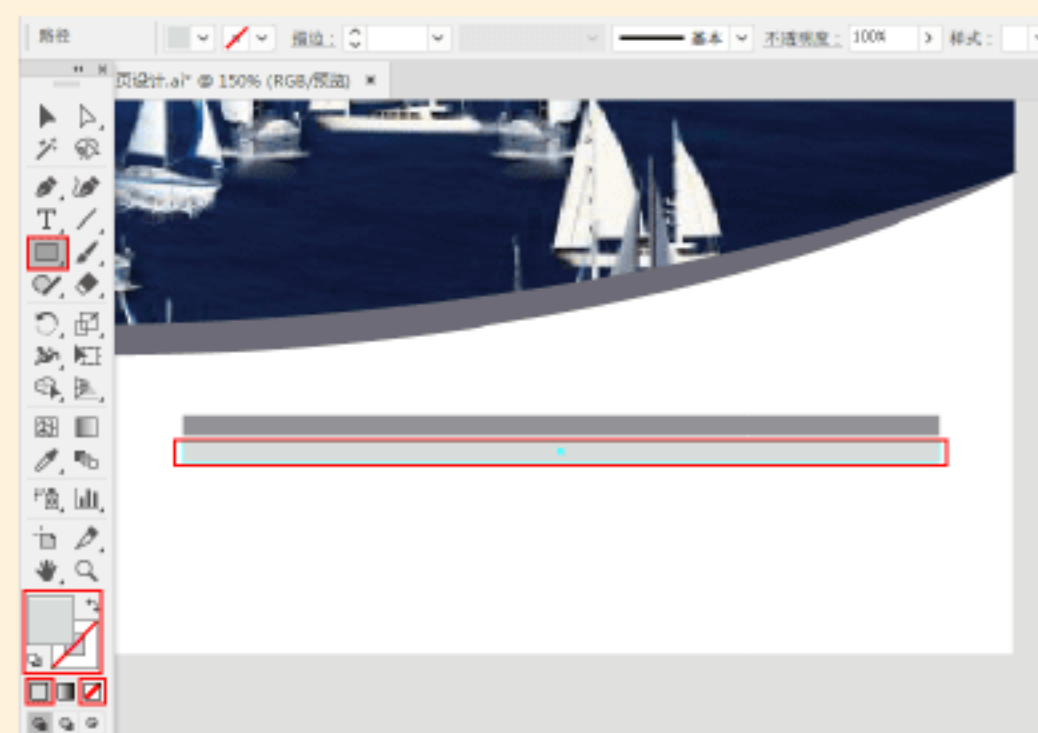 路径 描边： 基本 不透明度： 100% 样式：
页设计.ai* @ 150% (RGB/预览) ×